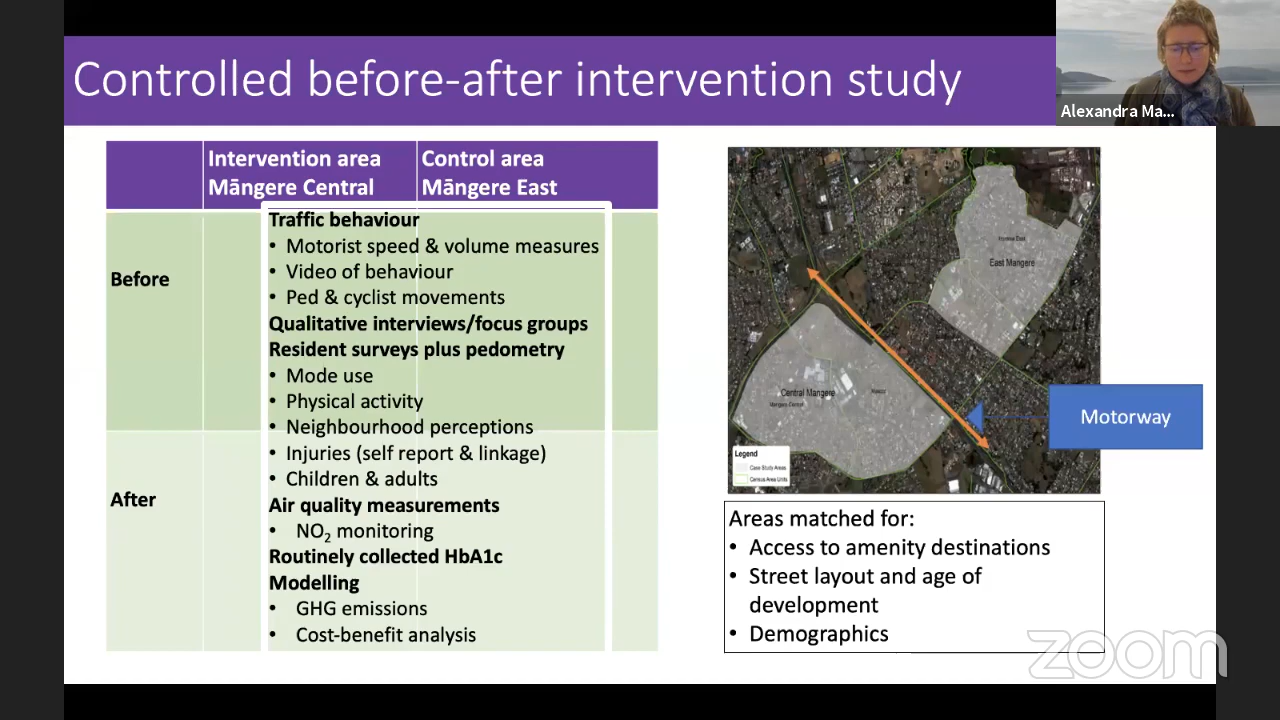 Controlled before-after intervention study
Alexandra Ma...
Intervention area
Māngere Central
Control area
Māngere East
Before
After
Traffic behaviour
• Motorist speed & volume measures
• Video of behaviour
• Ped & cyclist movements
Qualitative interviews/focus groups
Resident surveys plus pedometry
• Mode use
• Physical activity
• Neighbourhood perceptions
• Injuries (self report & linkage)
• Children & adults
Air quality measurements
• NO₂ monitoring
Routinely collected HbA1c
Modelling
• GHG emissions
• Cost-benefit analysis
East Mangere
Central Mangere
Mangere Central
Legend
Case Study Areas
Census Area Units
Motorway
Areas matched for:
• Access to amenity destinations
• Street layout and age of
development
• Demographics
zoom